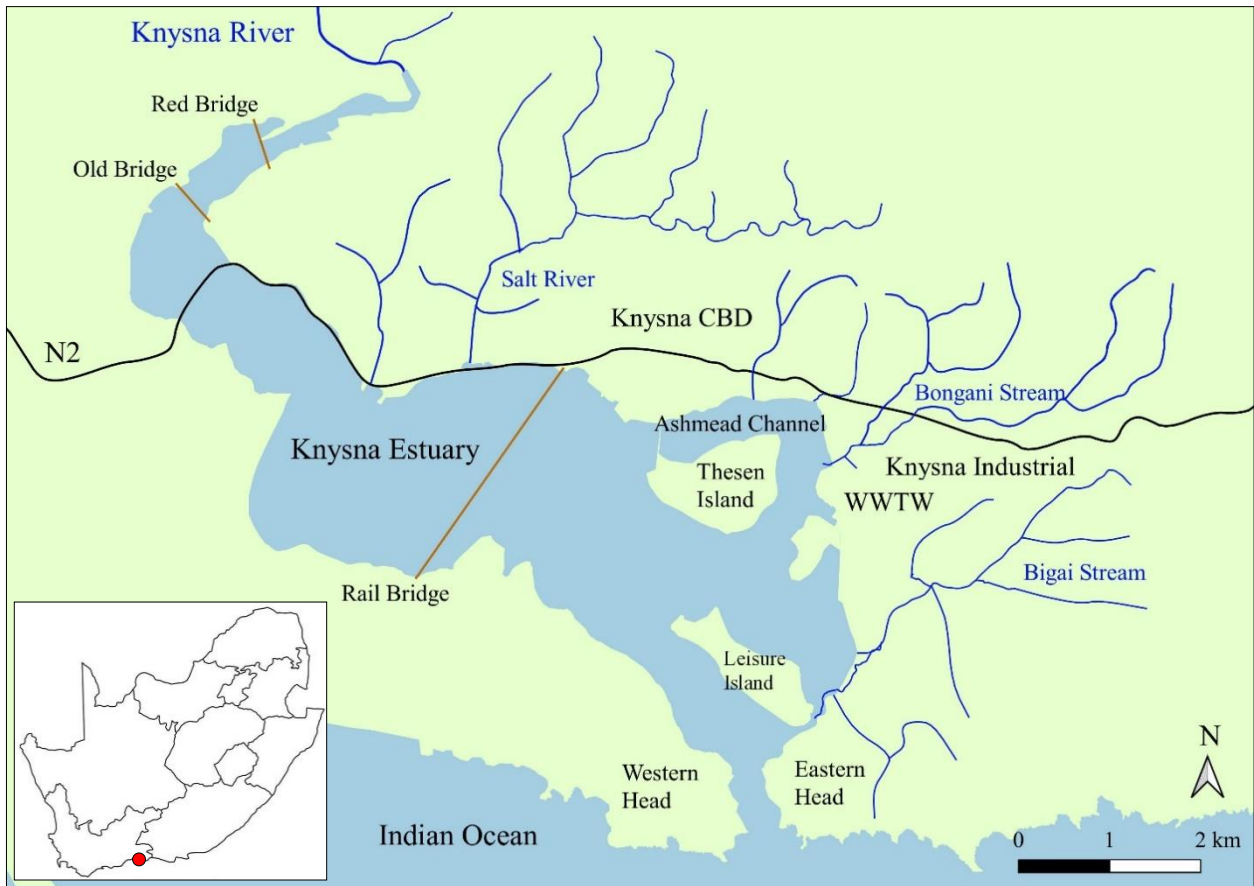 Knysna River
Red Bridge
Old Bridge
Salt River
Knysna CBD
N2
Bongani Stream
Ashmead Channel
Knysna Estuary
Thesen
Island
Knysna Industrial
WWTW
Bigai Stream
Rail Bridge
Leisure
Island
Western
Head
Eastern
Head
N
Indian Ocean
0 1 2 km